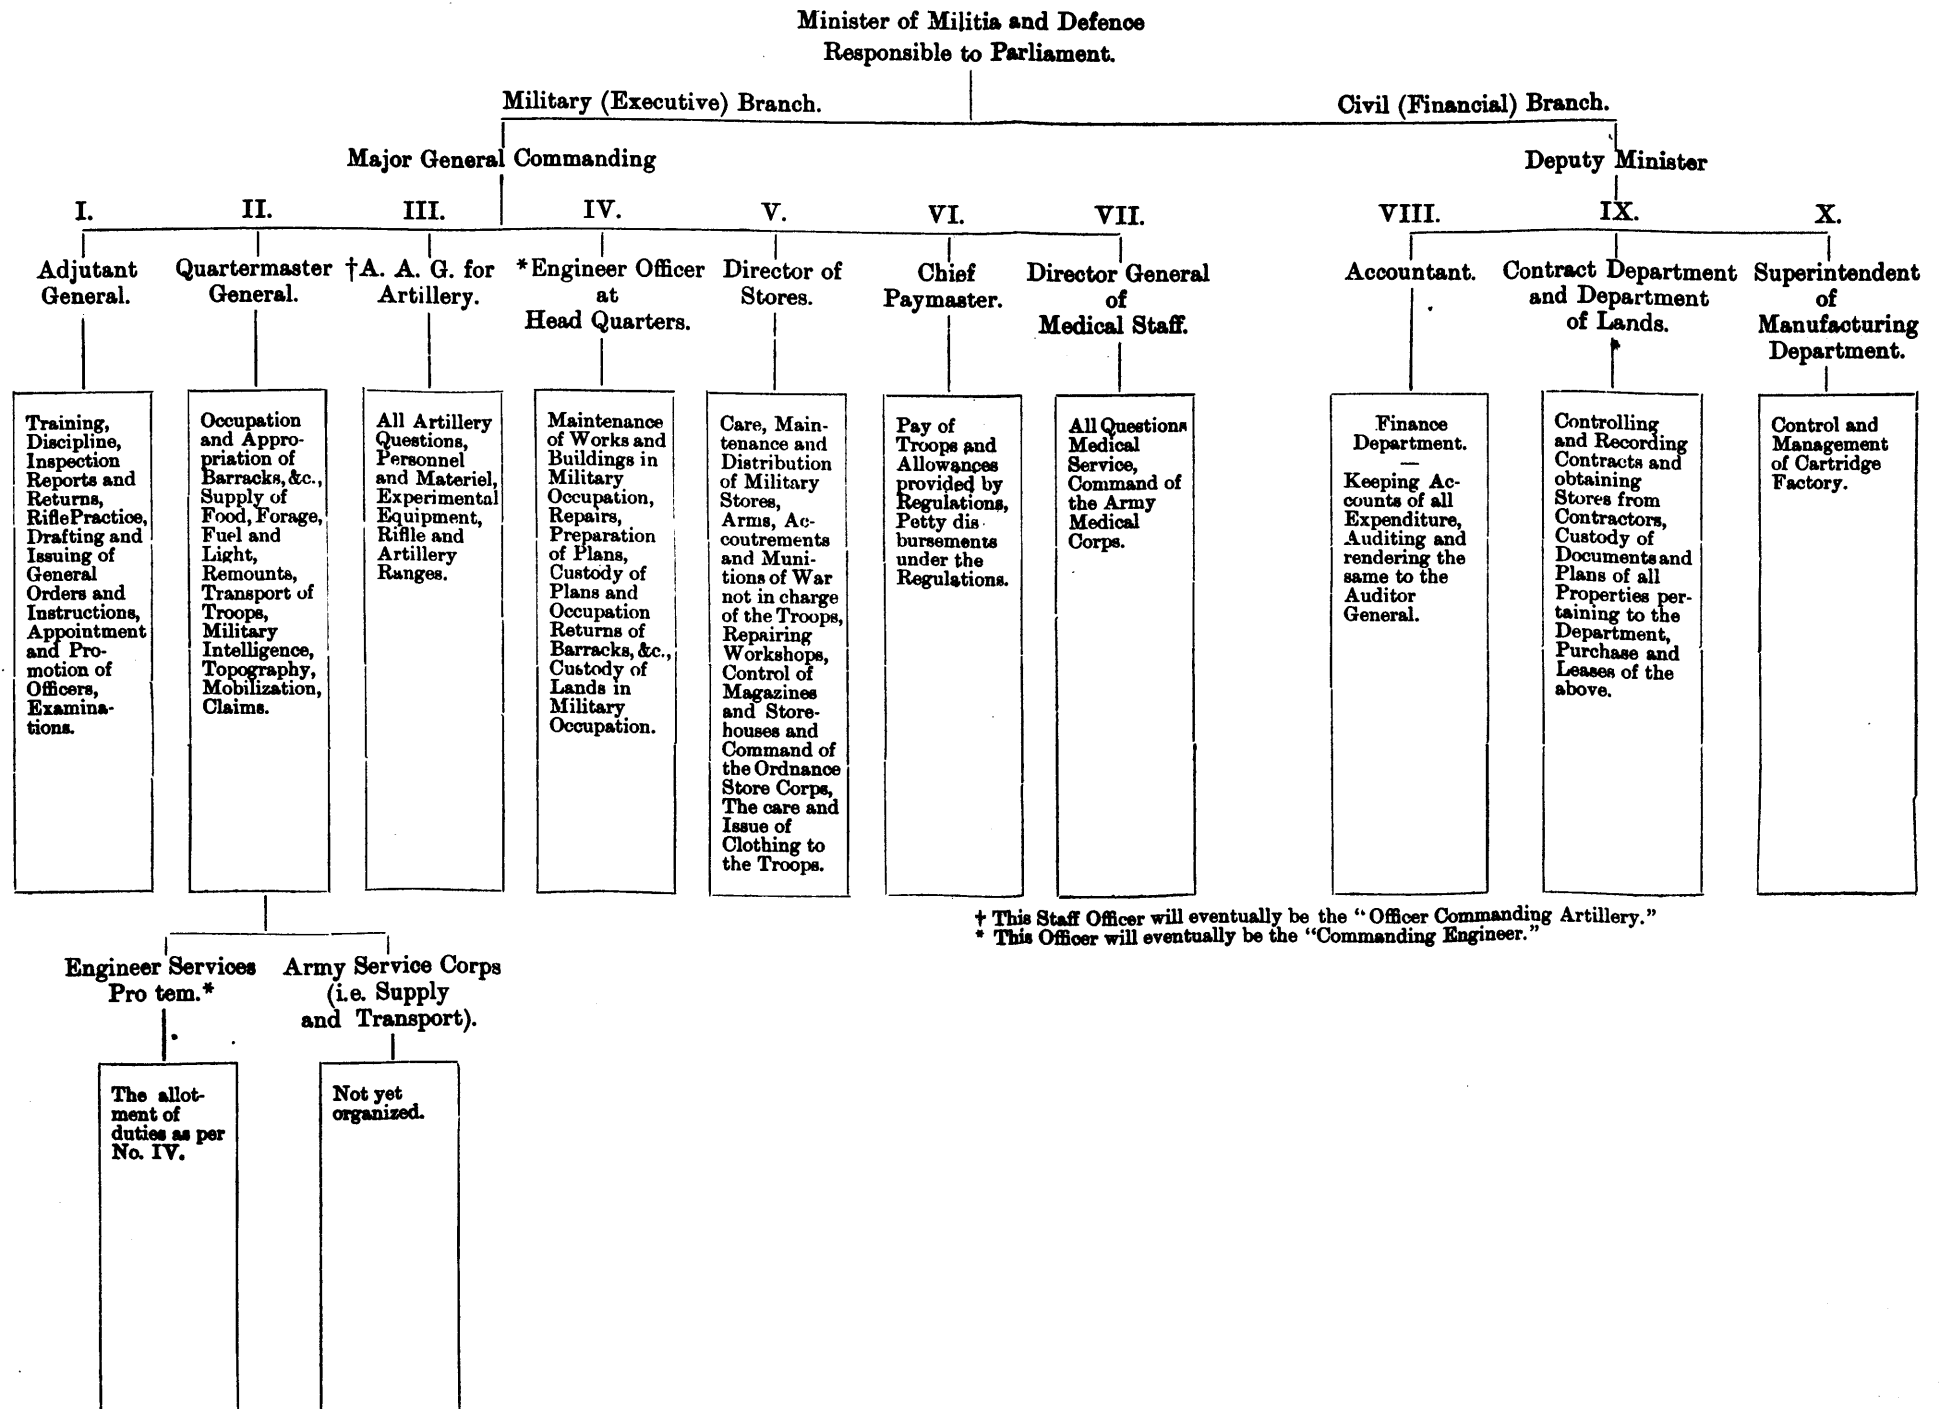 Minister of Militia and Defence
Responsible to Parliament.
Military (Executive) Branch.
Civil (Financial) Branch.
Major General Commanding
Deputy Minister
I.
II.
III.
IV.
V.
VI.
VII.
VIII.
IX.
X.
Adjutant
General.
Quartermaster
General.
†A. A. G. for
Artillery.
*Engineer Officer
at
Head Quarters.
Director of
Stores.
Chief
Paymaster.
Director General
of
Medical Staff.
Accountant.
Contract Department
and Department
of Lands.
Superintendent
of
Manufacturing
Department.
Training,
Discipline,
Inspection
Reports and
Returns,
Rifle Practice,
Drafting and
Issuing of
General
Orders and
Instructions,
Appointment
and Pro-
motion of
Officers,
Examina-
tions.
Occupation
and Appro-
priation of
Barracks, &c.,
Supply of
Food, Forage,
Fuel and
Light,
Remounts,
Transport of
Troops,
Military
Intelligence,
Topography,
Mobilization,
Claims.
All Artillery
Questions,
Personnel
and Materiel,
Experimental
Equipment,
Rifle and
Artillery
Ranges.
Maintenance
of Works and
Buildings in
Military
Occupation,
Repairs,
Preparation
of Plans,
Custody of
Plans and
Occupation
Returns of
Barracks, &c.,
Custody of
Lands in
Military
Occupation.
Care, Main-
tenance and
Distribution
of Military
Stores,
Arms, Ac-
coutrements
and Muni-
tions of War
not in charge
of the Troops,
Repairing
Workshops,
Control of
Magazines
and Store-
houses and
Command of
the Ordnance
Store Corps,
The care and
Issue of
Clothing to
the Troops.
Pay of
Troops and
Allowances
provided by
Regulations,
Petty dis-
bursements
under the
Regulations.
All Questions
Medical
Service,
Command of
the Army
Medical
Corps.
Finance
Department.
—
Keeping Ac-
counts of all
Expenditure,
Auditing and
rendering the
same to the
Auditor
General.
Controlling
and Recording
Contracts and
obtaining
Stores from
Contractors,
Custody of
Documents and
Plans of all
Properties per-
taining to the
Department,
Purchase and
Leases of the
above.
Control and
Management
of Cartridge
Factory.
† This Staff Officer will eventually be the "Officer Commanding Artillery."
* This Officer will eventually be the "Commanding Engineer."
Engineer Services
Pro tem.*
Army Service Corps
(i.e. Supply
and Transport).
The allot-
ment of
duties as per
No. IV.
Not yet
organized.